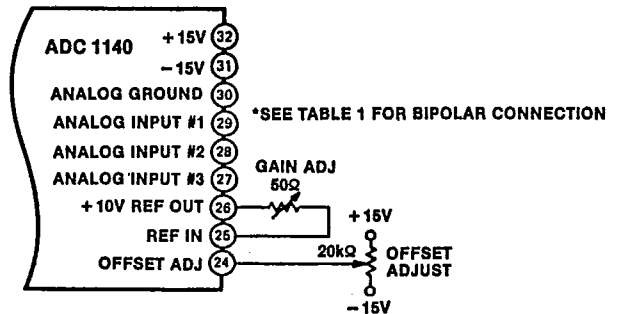 ADC 1140
+15V 32
-15V 31
ANALOG GROUND 30
ANALOG INPUT #1 29
*SEE TABLE 1 FOR BIPOLAR CONNECTION
ANALOG INPUT #2 28
ANALOG INPUT #3 27
GAIN ADJ
50Ω
+10V REF OUT 26
REF IN 25
OFFSET ADJ 24
+15V
20kΩ
OFFSET
ADJUST
-15V